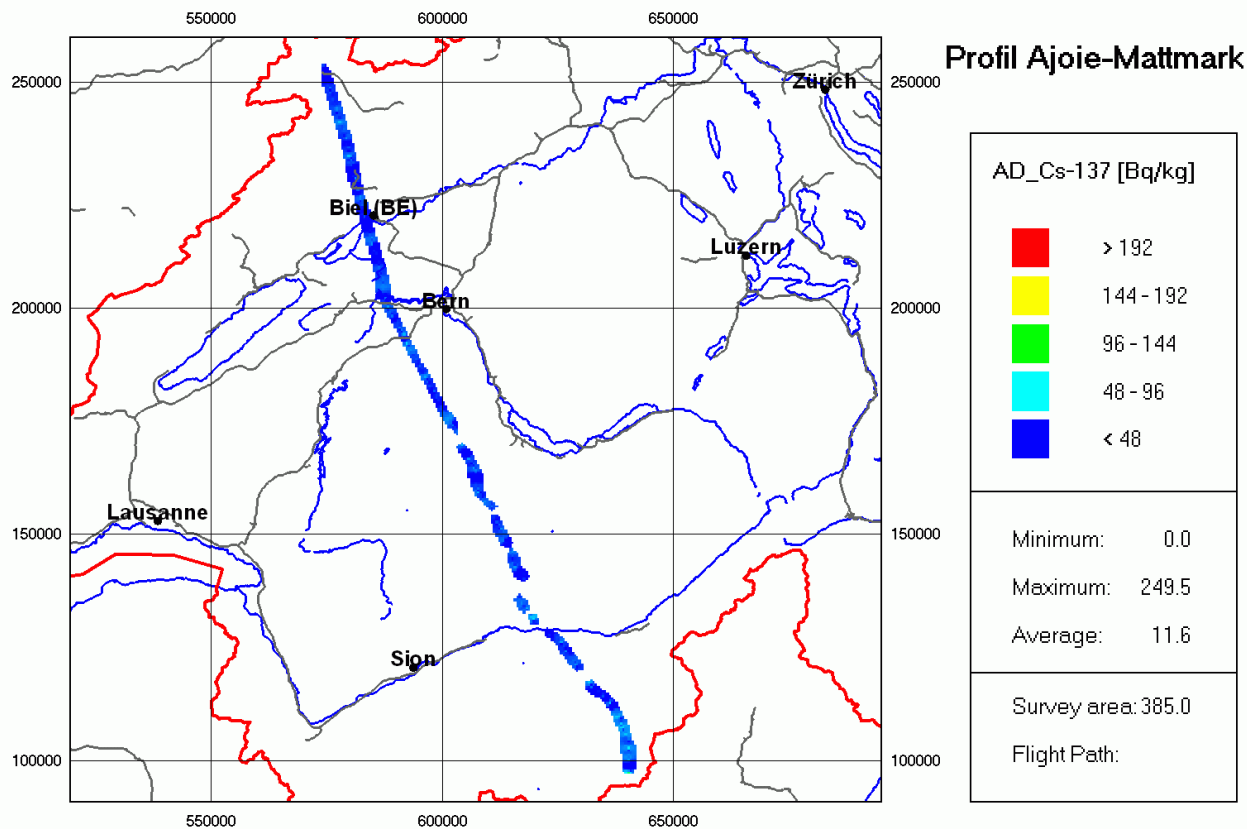 550000 600000 650000
Profil Ajoie-Mattmark
250000 250000
Zürich
AD_Cs-137 [Bq/kg]
Biel (BE)
Luzern
> 192
144 - 192
96 - 144
48 - 96
< 48
200000 200000
Bern
Lausanne
150000 150000
Minimum: 0.0
Maximum: 249.5
Average: 11.6
Sion
Survey area: 385.0
Flight Path:
100000 100000
550000 600000 650000